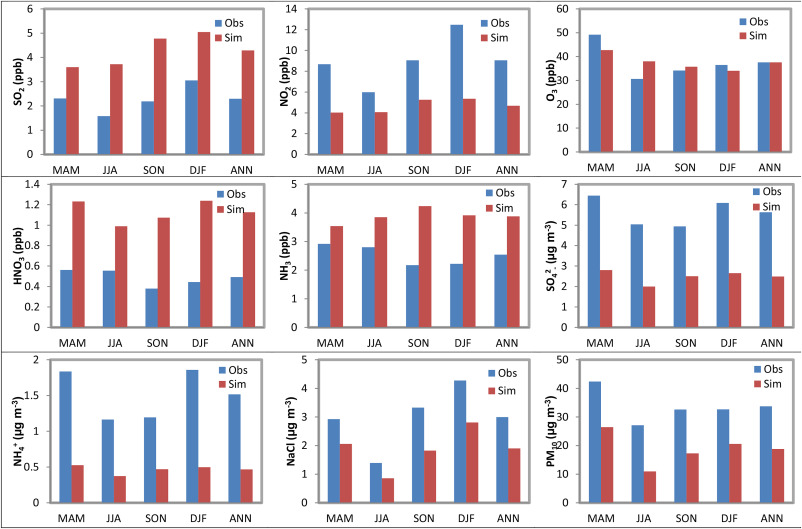 SO2 (ppb)
6
5
4
3
2
1
0
Obs
Sim
MAM JJA SON DJF ANN
NO2 (ppb)
14
12
10
8
6
4
2
0
Obs
Sim
MAM JJA SON DJF ANN
O3 (ppb)
60
50
40
30
20
10
0
Obs
Sim
MAM JJA SON DJF ANN
HNO3 (ppb)
1.4
1.2
1
0.8
0.6
0.4
0.2
0
Obs
Sim
MAM JJA SON DJF ANN
NH3 (ppb)
5
4
3
2
1
0
Obs
Sim
MAM JJA SON DJF ANN
SO4 2- (µg m-3)
7
6
5
4
3
2
1
0
Obs
Sim
MAM JJA SON DJF ANN
NH4+ (µg m-3)
2
1.5
1
0.5
0
Obs
Sim
MAM JJA SON DJF ANN
NaCl (µg m-3)
5
4
3
2
1
0
Obs
Sim
MAM JJA SON DJF ANN
PM10 (µg m-3)
50
40
30
20
10
0
Obs
Sim
MAM JJA SON DJF ANN